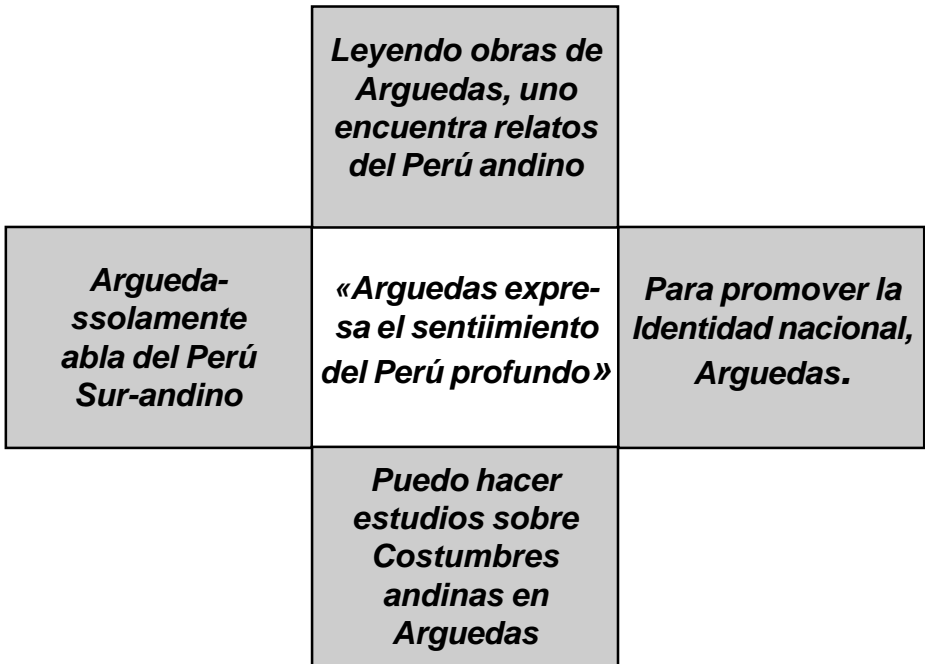 Leyendo obras de
Arguedas, uno
encuentra relatos
del Perú andino
Argueda-
ssolamente
abla del Perú
Sur-andino
«Arguedas expre-
sa el sentiimiento
del Perú profundo»
Para promover la
Identidad nacional,
Arguedas.
Puedo hacer
estudios sobre
Costumbres
andinas en
Arguedas